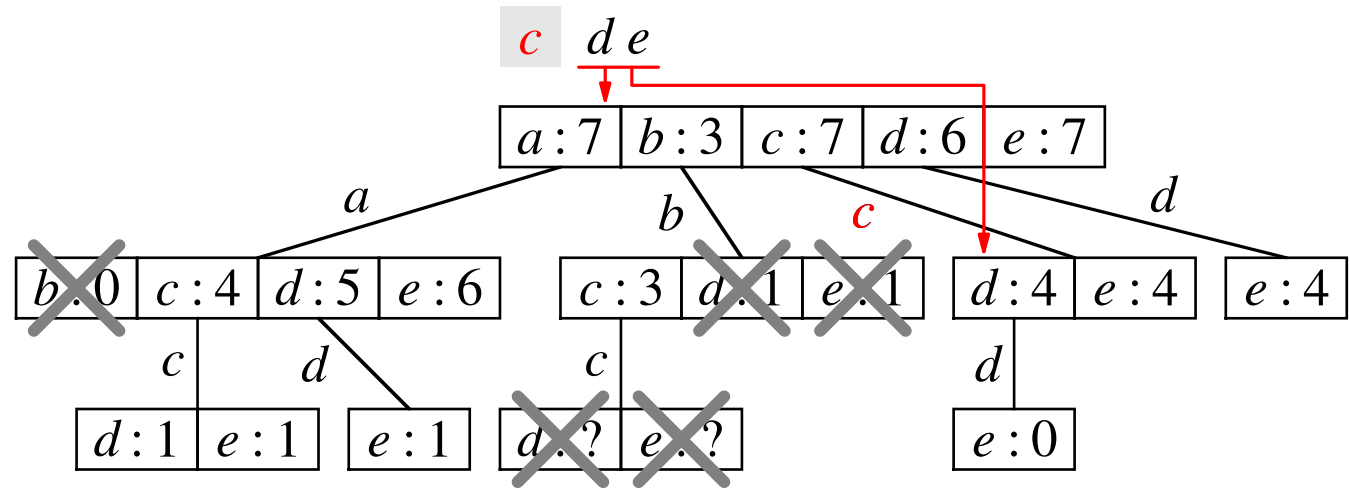 c d e
a : 7 b : 3 c : 7 d : 6 e : 7
a b c d
b : 0 c : 4 d : 5 e : 6 c : 3 d : 1 e : 1 d : 4 e : 4 e : 4
c d c d
d : 1 e : 1 e : 1 d : ? e : ? e : 0